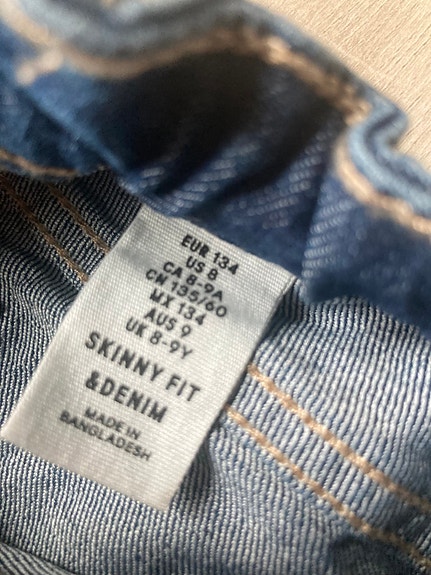 EUR 134
US 8
CA 8-9A
CN 135/60
MX 134
AUS 9
UK 8-9Y
SKINNY FIT
&DENIM
MADE IN
BANGLADESH